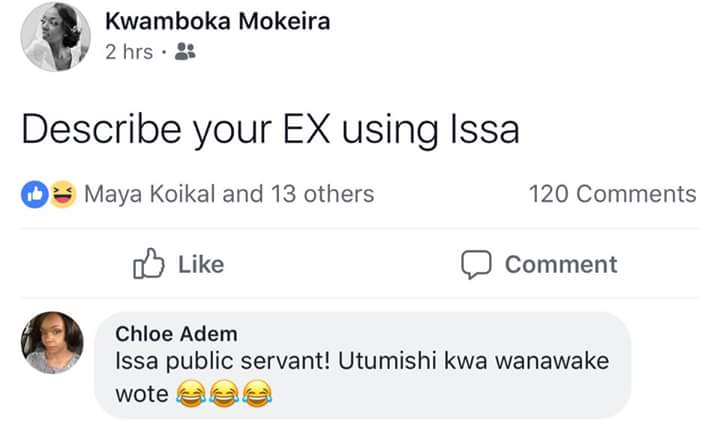 Kwamboka Mokeira
2 hrs ·
Describe your EX using Issa
Maya Koikal and 13 others
120 Comments
Like
Comment
Chloe Adem
Issa public servant! Utumishi kwa wanawake
wote 😂😂😂